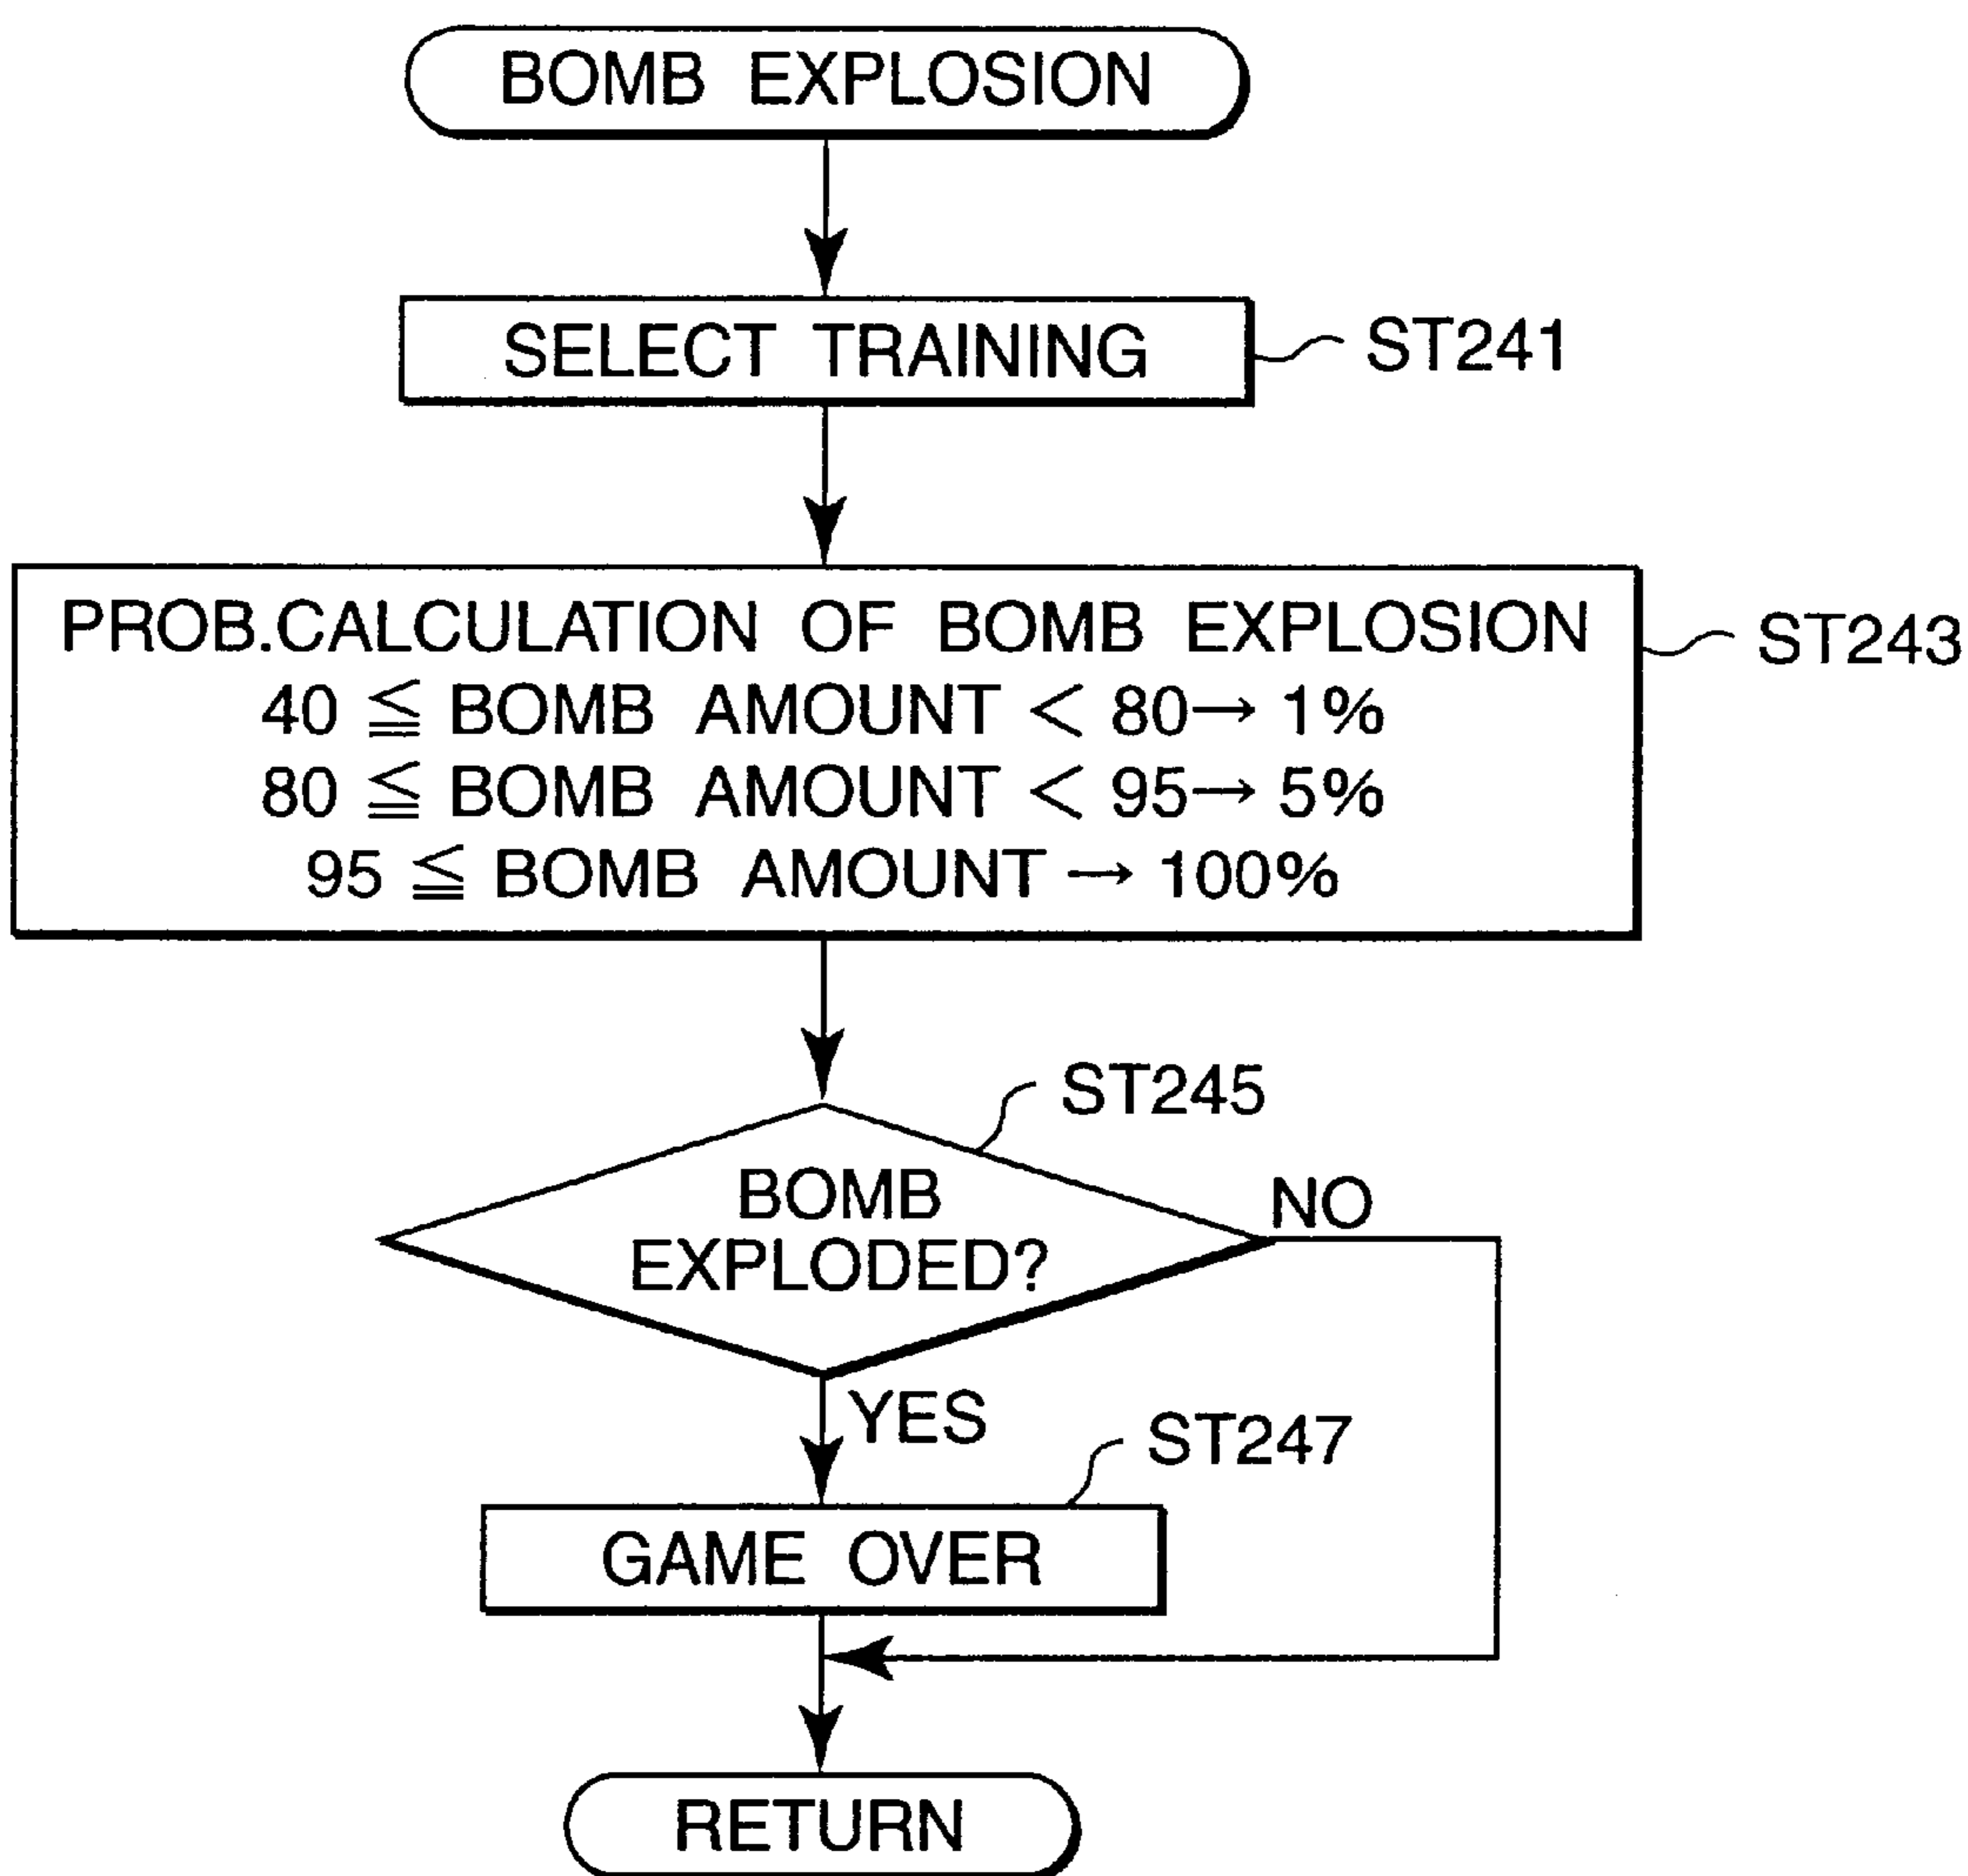 BOMB EXPLOSION
SELECT TRAINING
ST241
PROB.CALCULATION OF BOMB EXPLOSION
ST243
40 ≦ BOMB AMOUNT < 80→ 1%
80 ≦ BOMB AMOUNT < 95→ 5%
95 ≦ BOMB AMOUNT → 100%
ST245
BOMB
EXPLODED?
NO
YES
ST247
GAME OVER
RETURN